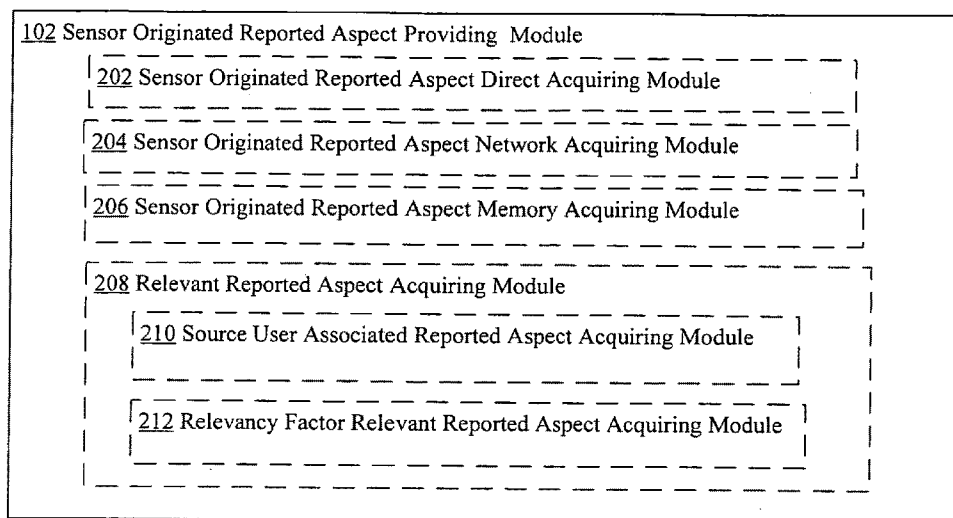 102 Sensor Originated Reported Aspect Providing Module
202 Sensor Originated Reported Aspect Direct Acquiring Module
204 Sensor Originated Reported Aspect Network Acquiring Module
206 Sensor Originated Reported Aspect Memory Acquiring Module
208 Relevant Reported Aspect Acquiring Module
210 Source User Associated Reported Aspect Acquiring Module
212 Relevancy Factor Relevant Reported Aspect Acquiring Module